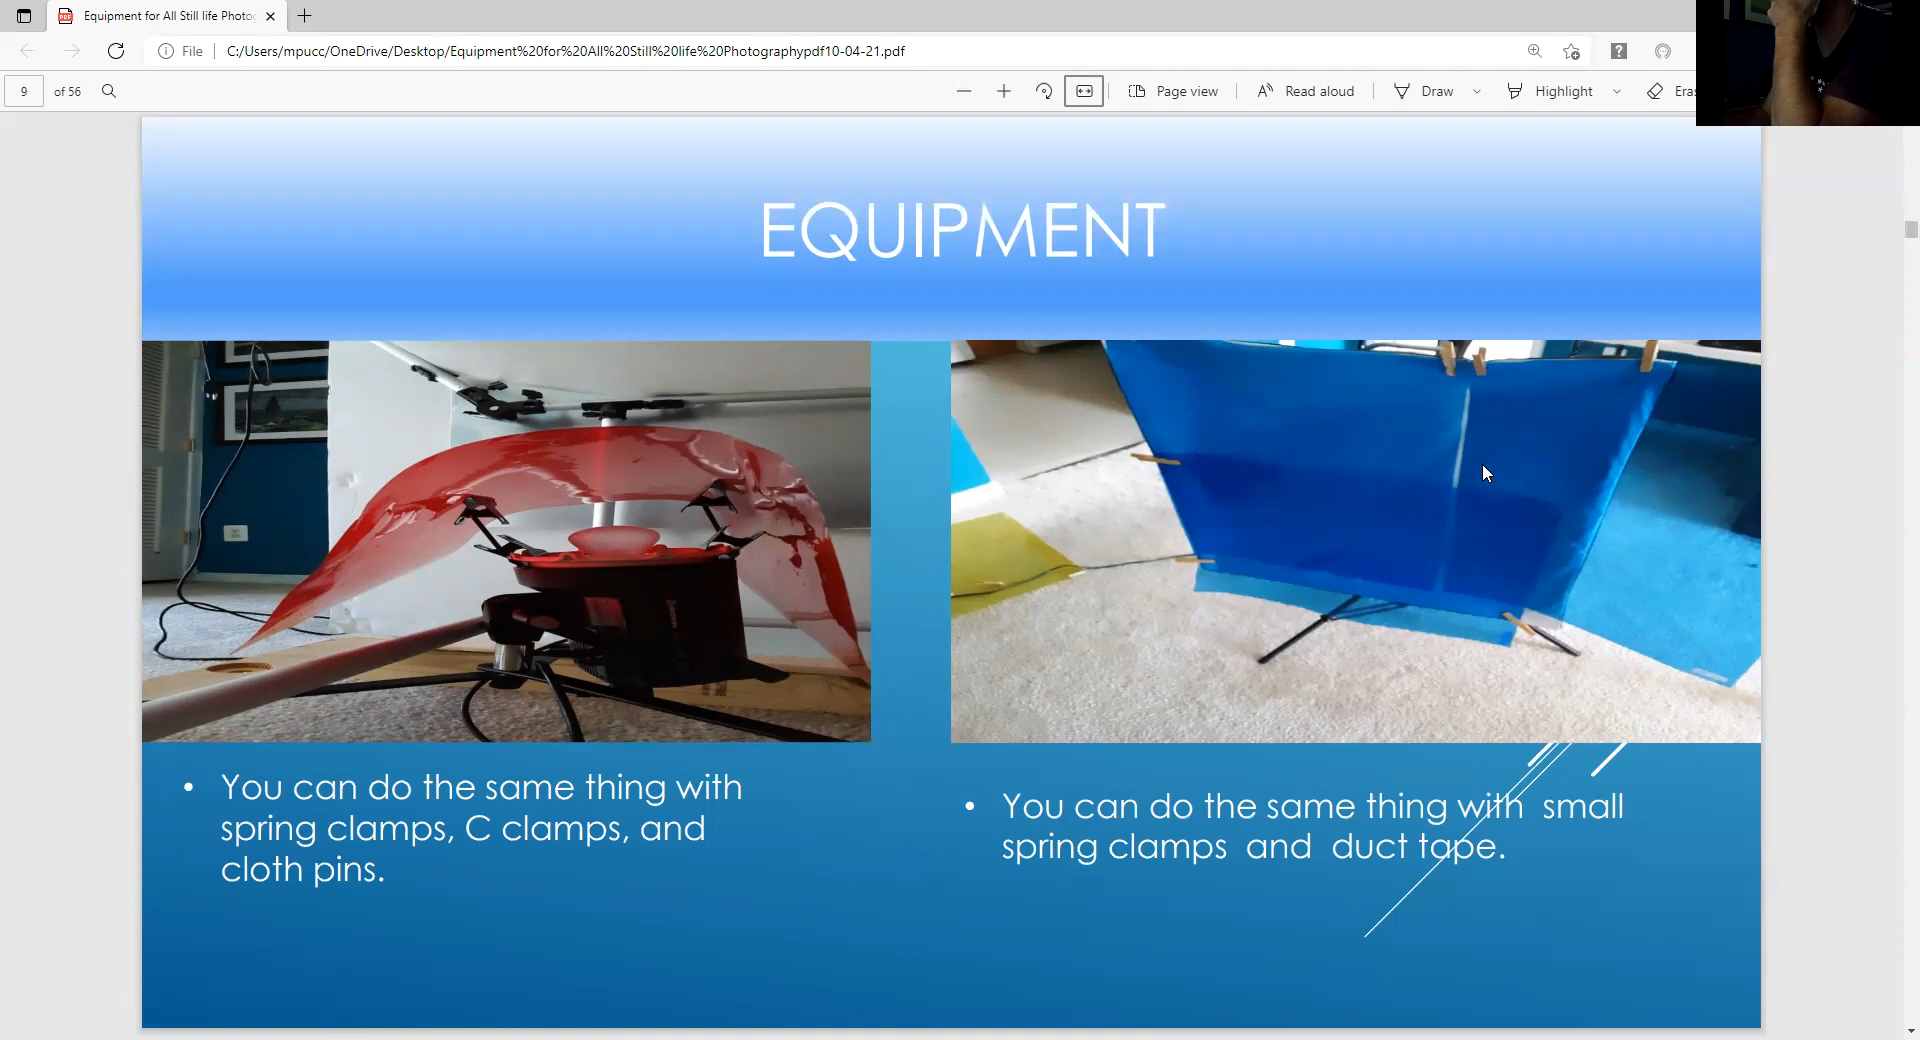 Equipment for All Still life Photo
File
C:/Users/mpucc/OneDrive/Desktop/Equipment%20for%20All%20Still%20life%20Photographypdf10-04-21.pdf
9 of 56
Page view
Read aloud
Draw
Highlight
Eras
EQUIPMENT
• You can do the same thing with
spring clamps, C clamps, and
cloth pins.
• You can do the same thing with small
spring clamps and duct tape.